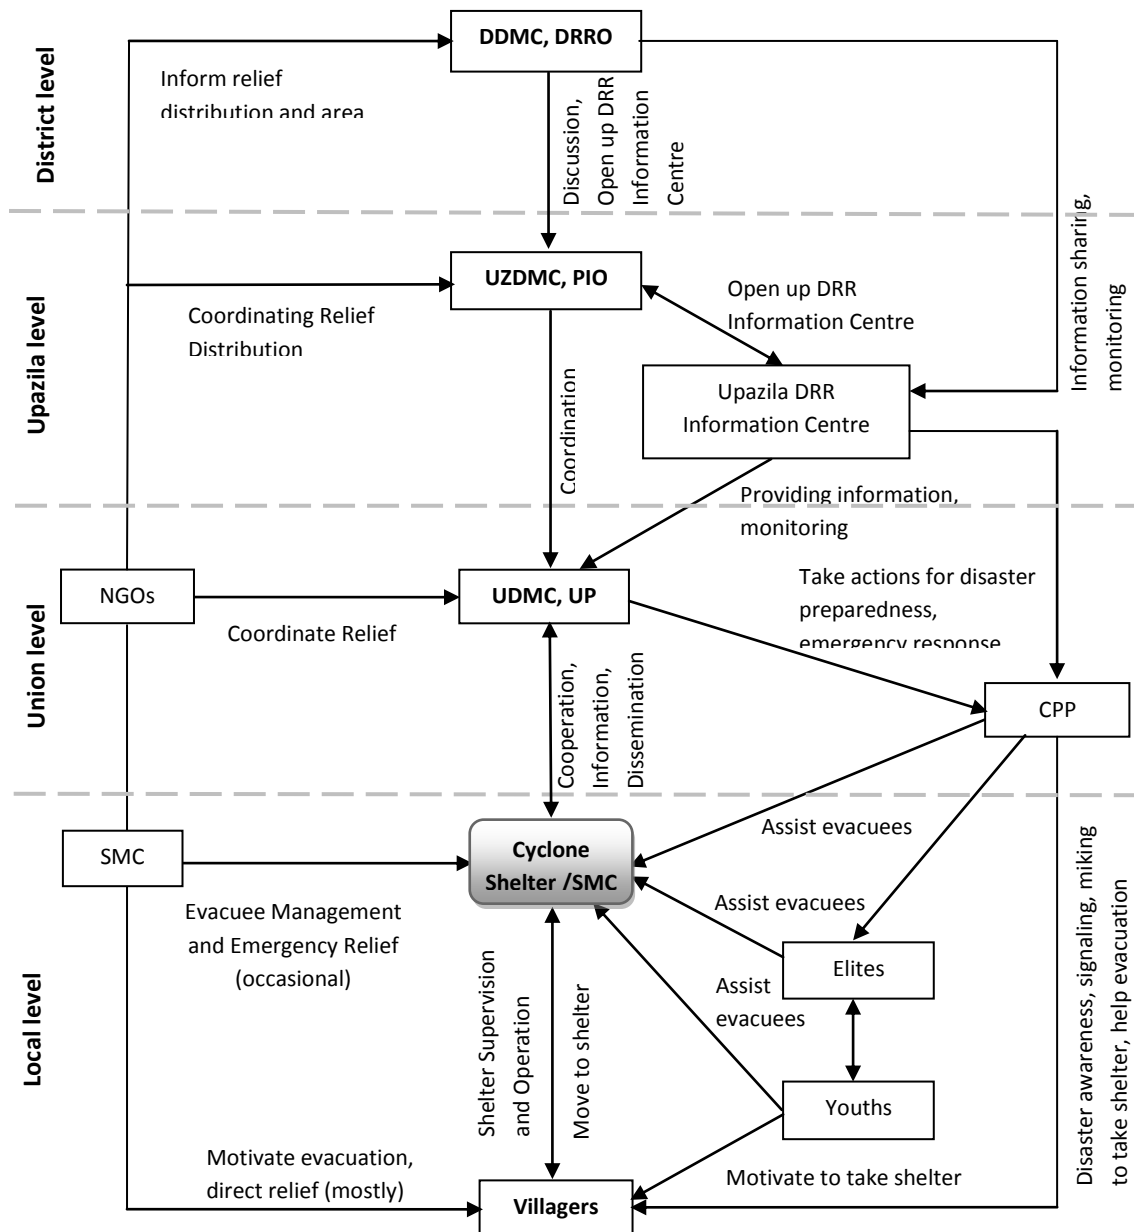 District level
DDMC, DRRO
Inform relief
distribution and area
Discussion,
Open up DRR
Information
Centre
Information sharing,
monitoring
Upazila level
UZDMC, PIO
Open up DRR
Information Centre
Coordinating Relief
Distribution
Upazila DRR
Information Centre
Coordination
Providing information,
monitoring
Union level
NGOs
UDMC, UP
Take actions for disaster
preparedness,
emergency response
Coordinate Relief
Cooperation,
Information,
Dissemination
CPP
Local level
SMC
Cyclone
Shelter /SMC
Assist evacuees
Assist evacuees
Evacuee Management
and Emergency Relief
(occasional)
Elites
Assist
evacuees
Shelter Supervision
and Operation
Move to shelter
Youths
Disaster awareness, signaling, miking
to take shelter, help evacuation
Motivate evacuation,
direct relief (mostly)
Motivate to take shelter
Villagers